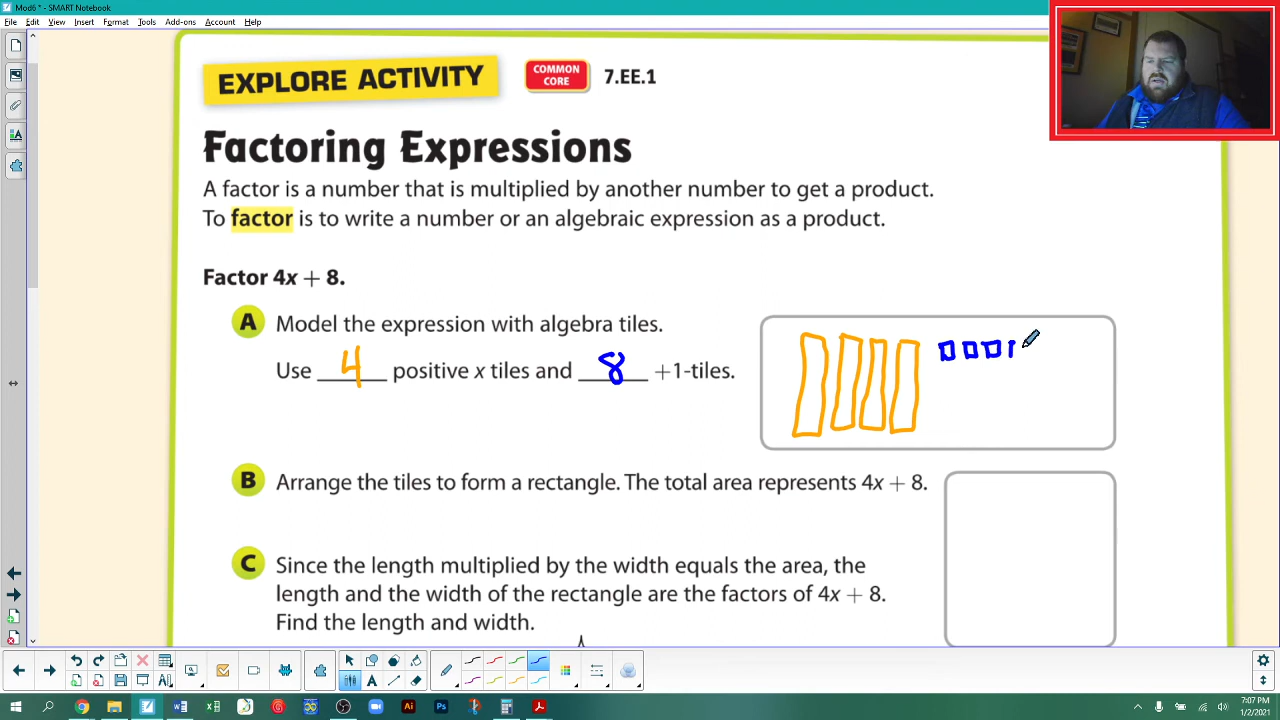 Mod6 * - SMART Notebook
File Edit View Insert Format Tools Add-ons Account Help
EXPLORE ACTIVITY
COMMON
CORE
7.EE.1
Factoring Expressions
A factor is a number that is multiplied by another number to get a product.
To factor is to write a number or an algebraic expression as a product.
Factor 4x + 8.
A Model the expression with algebra tiles.
Use 4 positive x tiles and 8 +1-tiles.
B Arrange the tiles to form a rectangle. The total area represents 4x + 8.
C Since the length multiplied by the width equals the area, the
length and the width of the rectangle are the factors of 4x + 8.
Find the length and width.
7:07 PM
1/2/2021